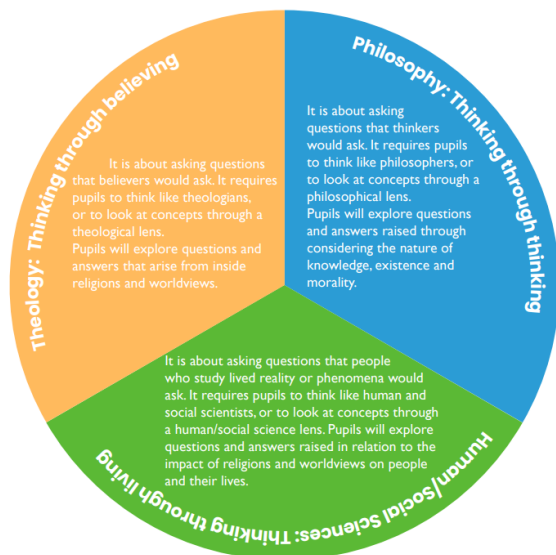 Theology: Thinking through believing
It is about asking questions
that believers would ask. It requires
pupils to think like theologians,
or to look at concepts through a
theological lens.
Pupils will explore questions and
answers that arise from inside
religions and worldviews.
Philosophy: Thinking through thinking
It is about asking
questions that thinkers
would ask. It requires pupils
to think like philosophers, or
to look at concepts through a
philosophical lens.
Pupils will explore questions
and answers raised through
considering the nature of
knowledge, existence and
morality.
It is about asking questions that people
who study lived reality or phenomena would
ask. It requires pupils to think like human and
social scientists, or to look at concepts through
a human/social science lens. Pupils will explore
questions and answers raised in relation to the
impact of religions and worldviews on people
and their lives.
Human/social Sciences: Thinking through living